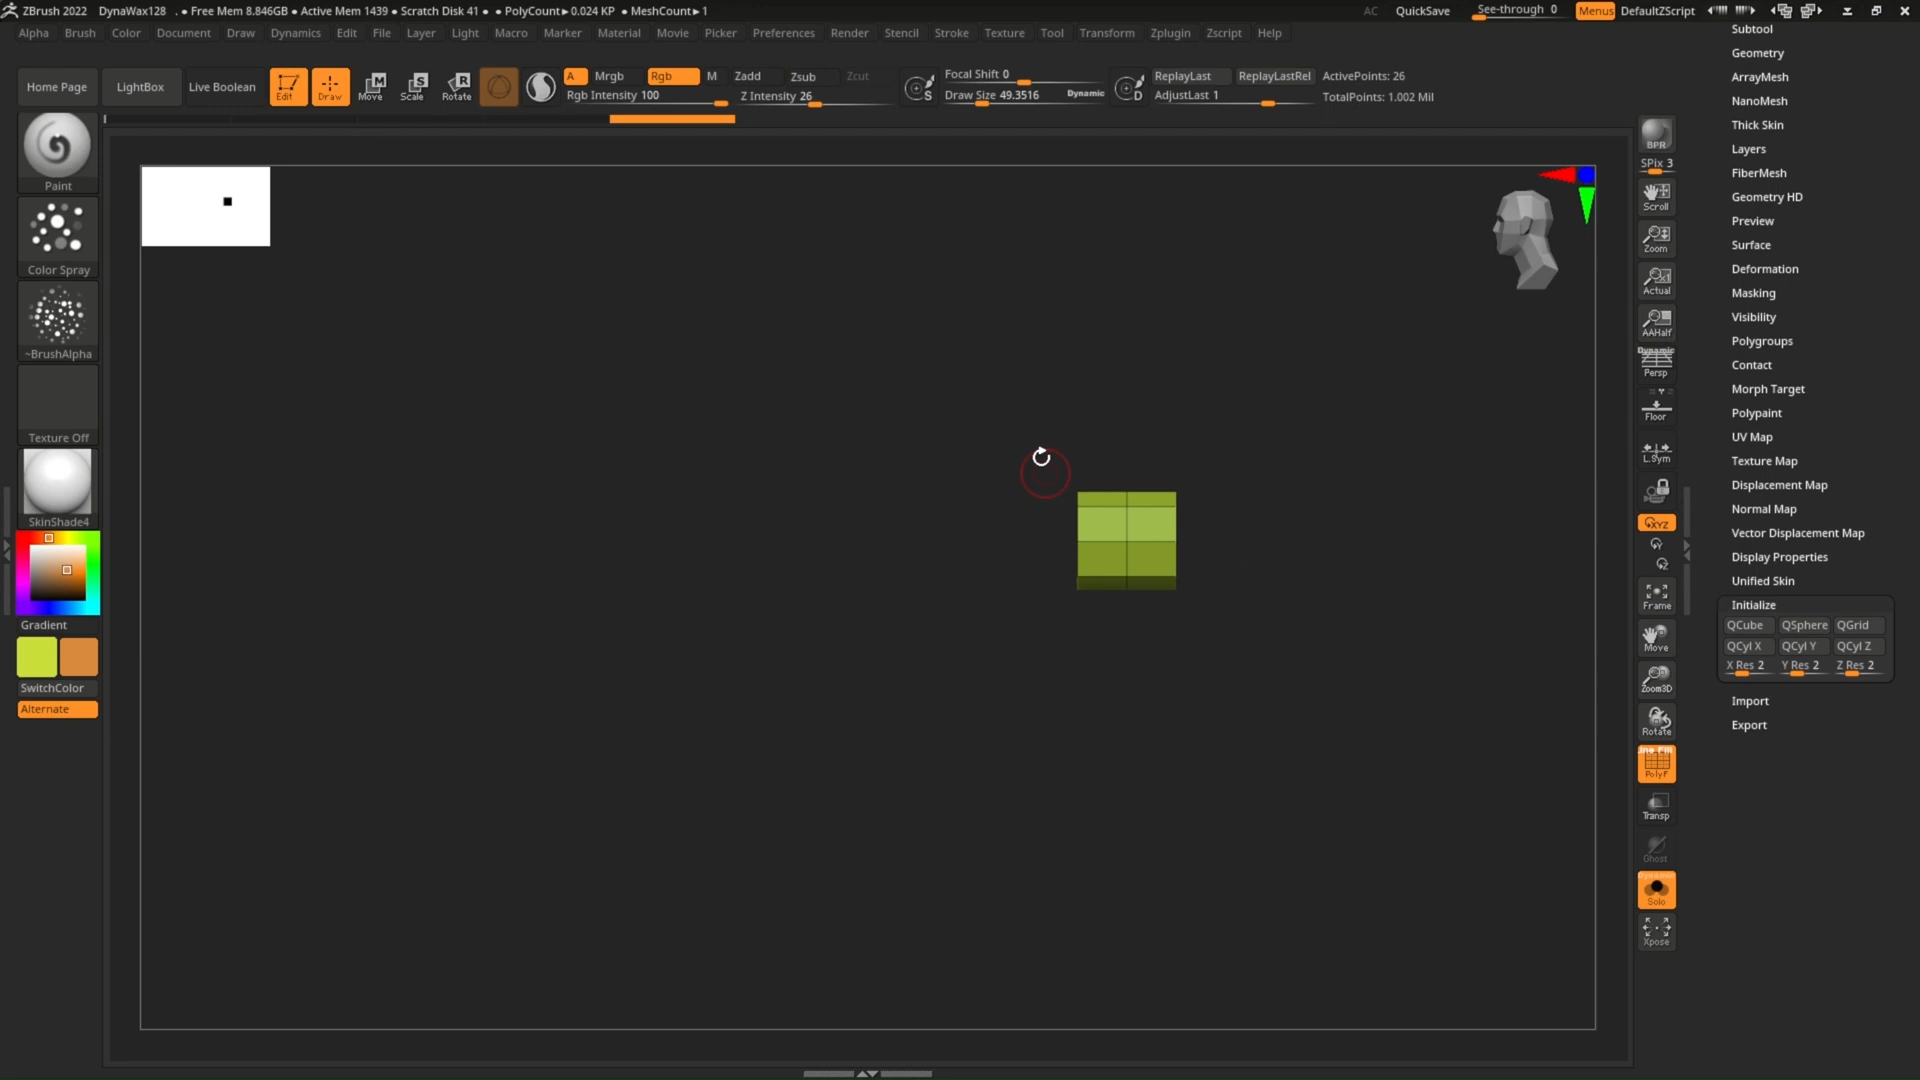 ZBrush 2022 DynaWax128 . • Free Mem 8.846GB • Active Mem 1439 • Scratch Disk 41 • • PolyCount▸0.024 KP • MeshCount▸1 AC QuickSave See-through 0 Menus DefaultZScript
Alpha Brush Color Document Draw Dynamics Edit File Layer Light Macro Marker Material Movie Picker Preferences Render Stencil Stroke Texture Tool Transform Zplugin Zscript Help
Home Page LightBox Live Boolean Edit Draw Move Scale Rotate
A Mrgb Rgb M Zadd Zsub Zcut
Rgb Intensity 100 Z Intensity 26
Focal Shift 0
Draw Size 49.3516 Dynamic
ReplayLast ReplayLastRel ActivePoints: 26
AdjustLast 1 TotalPoints: 1.002 Mil
Paint
Color Spray
~BrushAlpha
Texture Off
SkinShade4
Gradient
SwitchColor
Alternate
BPR
SPix 3
Scroll
Zoom
Actual
AAHalf
Dynamic
Persp
Floor
L.Sym
XYZ
Y
Z
Frame
Move
Zoom3D
Rotate
Line Fill
PolyF
Transp
Ghost
Dynamic
Solo
Xpose
Subtool
Geometry
ArrayMesh
NanoMesh
Thick Skin
Layers
FiberMesh
Geometry HD
Preview
Surface
Deformation
Masking
Visibility
Polygroups
Contact
Morph Target
Polypaint
UV Map
Texture Map
Displacement Map
Normal Map
Vector Displacement Map
Display Properties
Unified Skin
Initialize
QCube QSphere QGrid
QCyl X QCyl Y QCyl Z
X Res 2 Y Res 2 Z Res 2
Import
Export